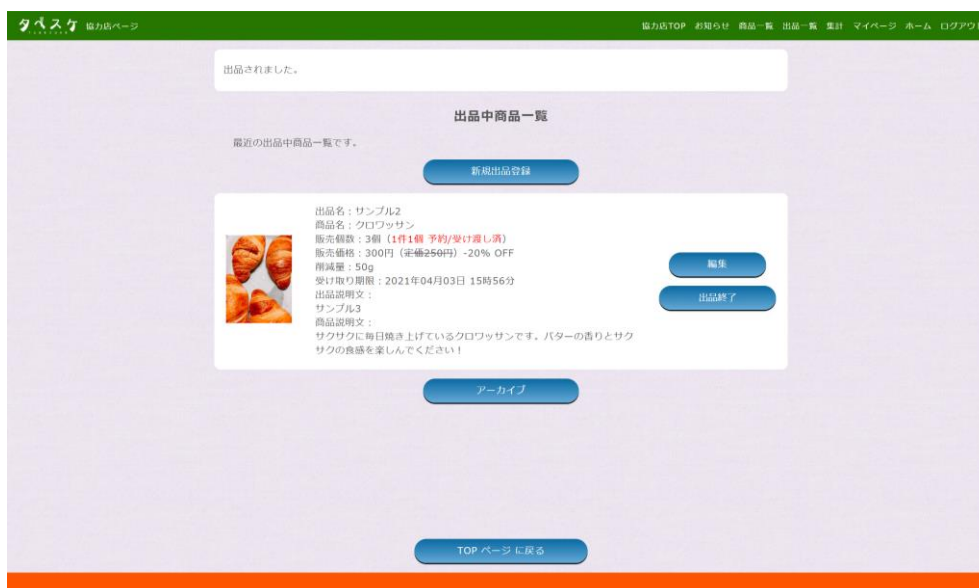 タベスケ 協力店ページ
協力店TOP お知らせ 商品一覧 出品一覧 集計 マイページ ホーム ログアウト
出品されました。
出品中商品一覧
最近の出品中商品一覧です。
新規出品登録
出品名：サンプル2
商品名：クロワッサン
販売個数：3個（1件1個 予約/受け渡し済）
販売価格：300円（定価250円）-20% OFF
削減量：50g
受け取り期限：2021年04月03日 15時56分
出品説明文：
サンプル3
商品説明文：
サクサクに毎日焼き上げているクロワッサンです。バターの香りとサク
サクの食感を楽しんでください！
編集
出品終了
アーカイブ
TOP ページ に戻る